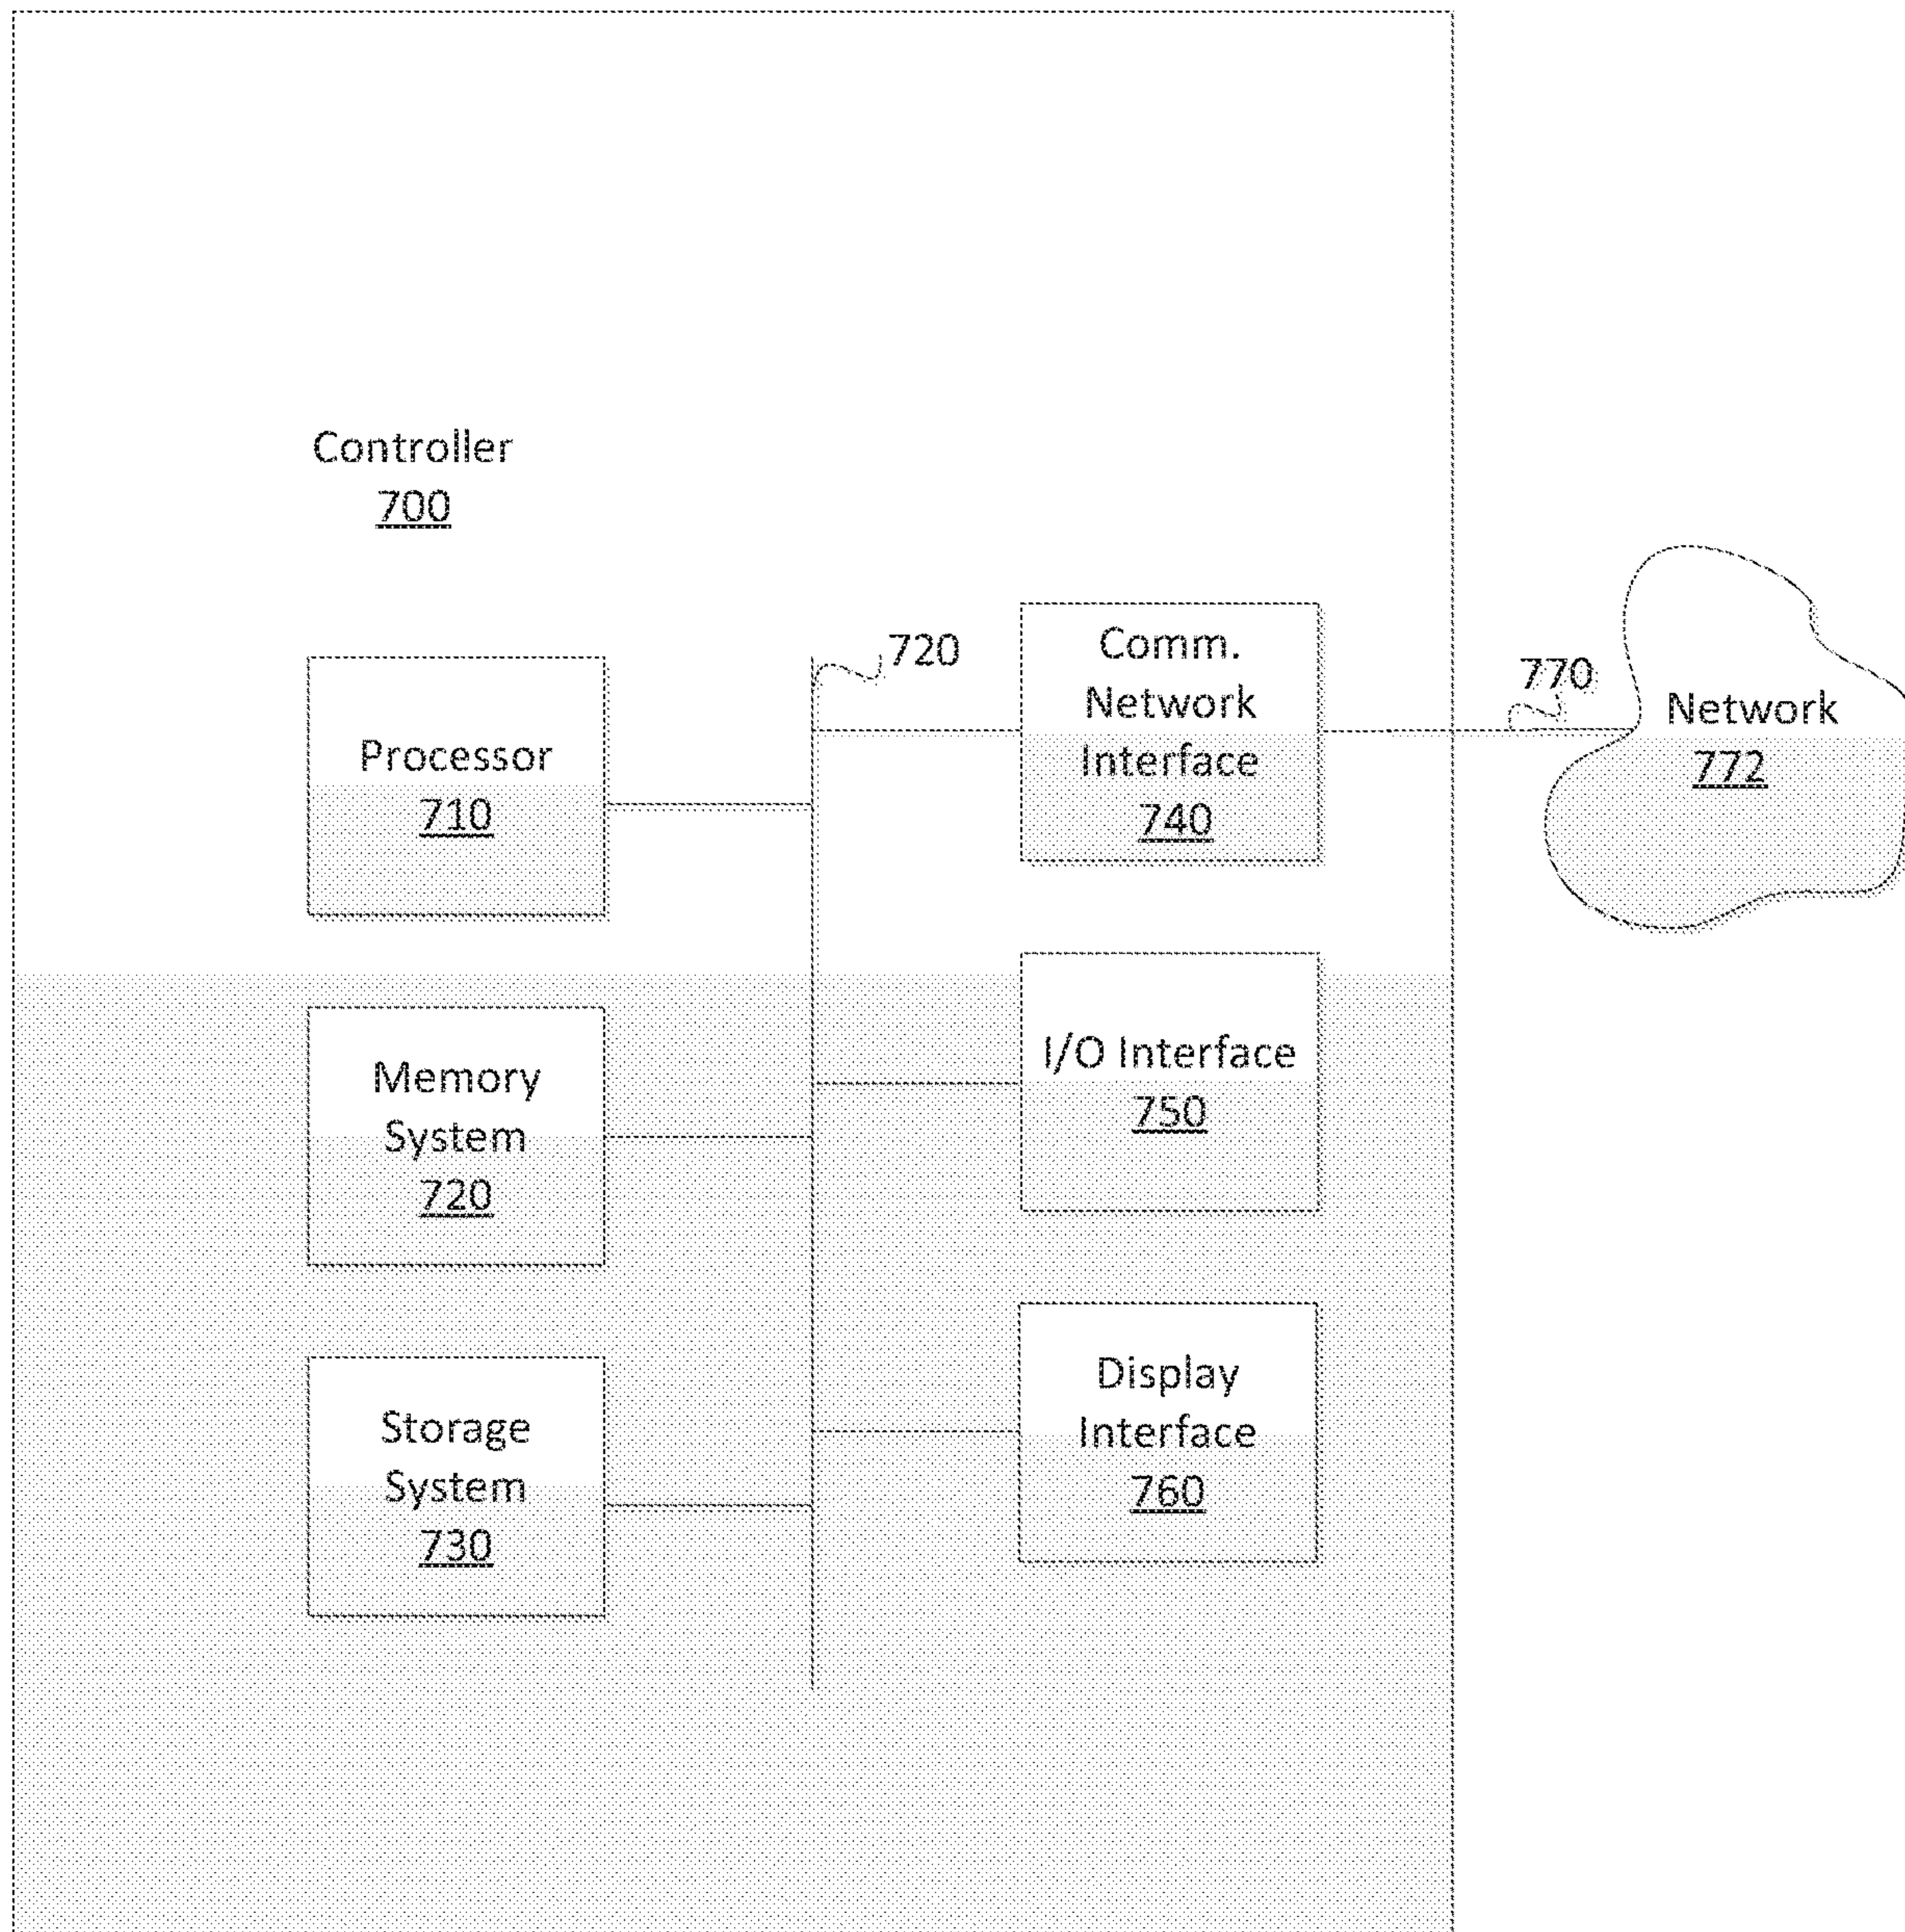 Controller
700
Processor
710
720
Comm.
Network
Interface
740
770
Network
772
Memory
System
720
I/O Interface
750
Storage
System
730
Display
Interface
760